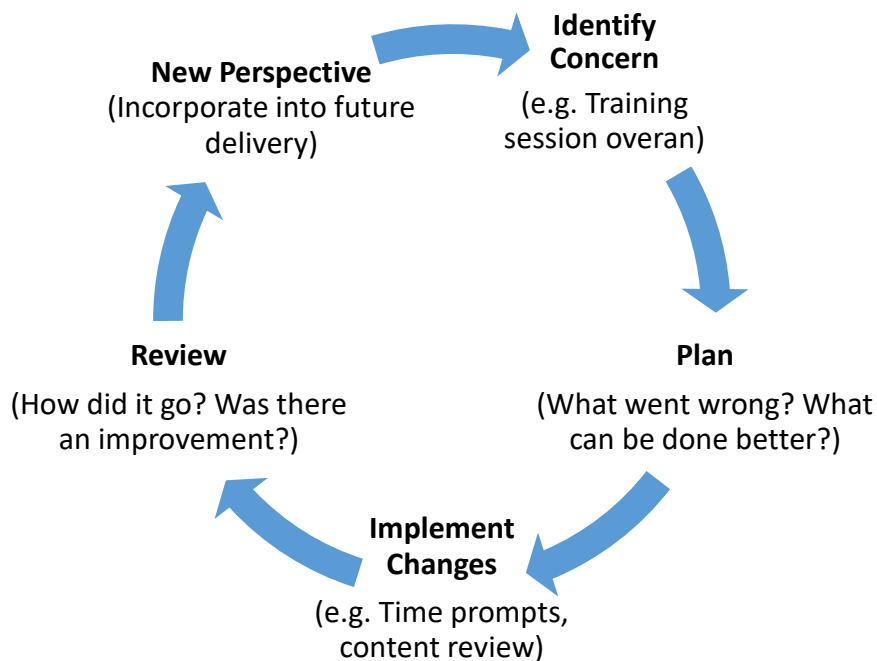 Identify
Concern
(e.g. Training
session overan)
Plan
(What went wrong? What
can be done better?)
Implement
Changes
(e.g. Time prompts,
content review)
Review
(How did it go? Was there
an improvement?)
New Perspective
(Incorporate into future
delivery)